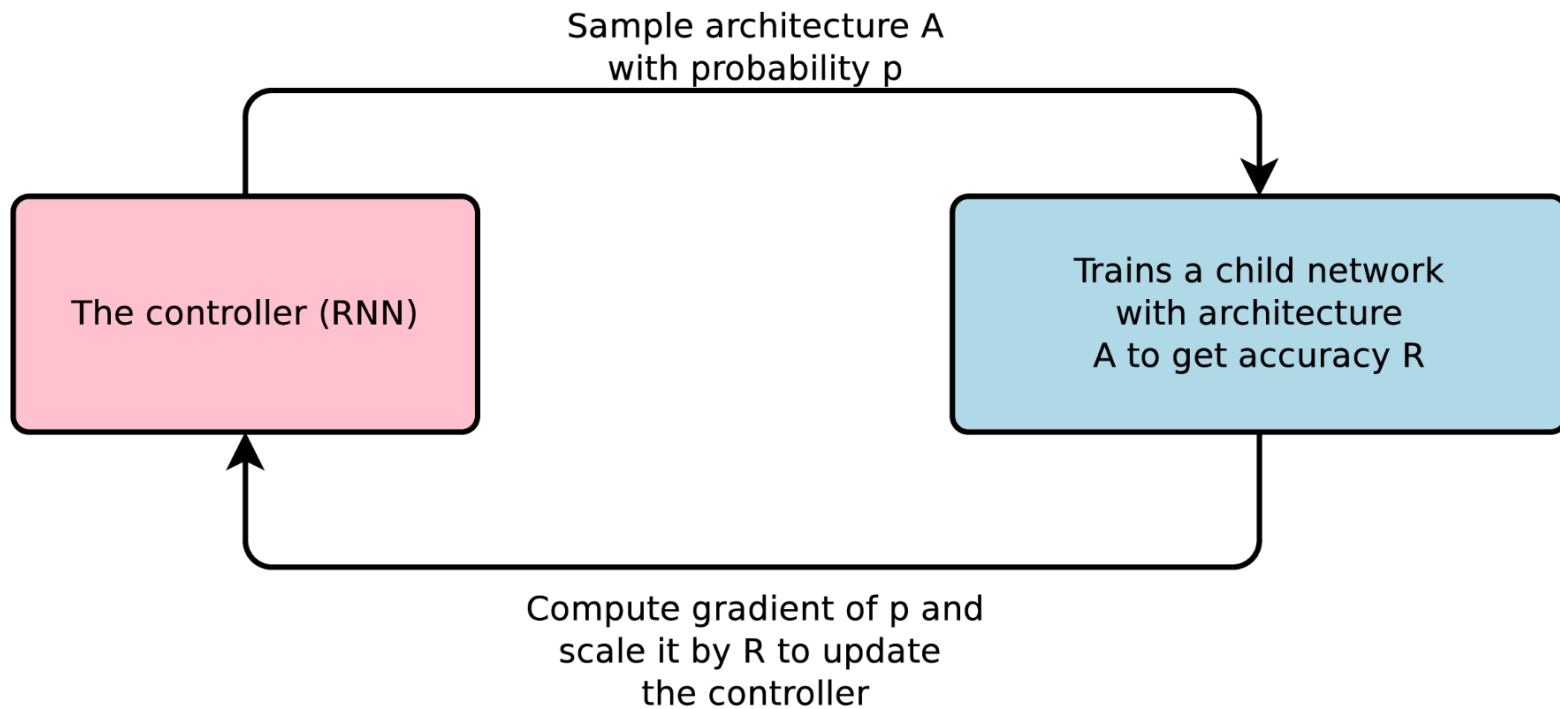 Sample architecture A
with probability p
The controller (RNN)
Trains a child network
with architecture
A to get accuracy R
Compute gradient of p and
scale it by R to update
the controller